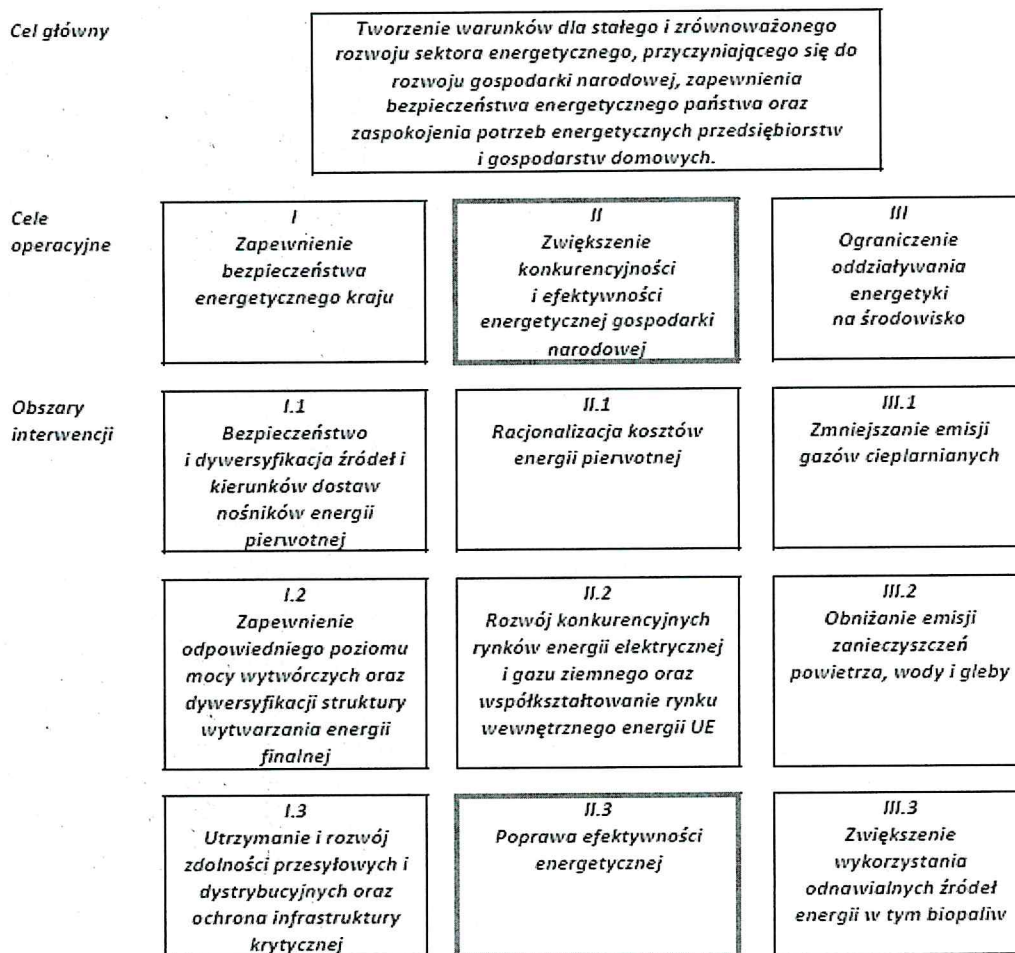 Cel główny
Tworzenie warunków dla stałego i zrównoważonego
rozwoju sektora energetycznego, przyczyniającego się do
rozwoju gospodarki narodowej, zapewnienia
bezpieczeństwa energetycznego państwa oraz
zaspokojenia potrzeb energetycznych przedsiębiorstw
i gospodarstw domowych.
Cele
operacyjne
I
Zapewnienie
bezpieczeństwa
energetycznego kraju
II
Zwiększenie
konkurencyjności
i efektywności
energetycznej gospodarki
narodowej
III
Ograniczenie
oddziaływania
energetyki
na środowisko
Obszary
interwencji
I.1
Bezpieczeństwo
i dywersyfikacja źródeł i
kierunków dostaw
nośników energii
pierwotnej
II.1
Racjonalizacja kosztów
energii pierwotnej
III.1
Zmniejszanie emisji
gazów cieplarnianych
I.2
Zapewnienie
odpowiedniego poziomu
mocy wytwórczych oraz
dywersyfikacji struktury
wytwarzania energii
finalnej
II.2
Rozwój konkurencyjnych
rynków energii elektrycznej
i gazu ziemnego oraz
współkształtowanie rynku
wewnętrznego energii UE
III.2
Obniżanie emisji
zanieczyszczeń
powietrza, wody i gleby
I.3
Utrzymanie i rozwój
zdolności przesyłowych i
dystrybucyjnych oraz
ochrona infrastruktury
krytycznej
II.3
Poprawa efektywności
energetycznej
III.3
Zwiększenie
wykorzystania
odnawialnych źródeł
energii w tym biopaliw